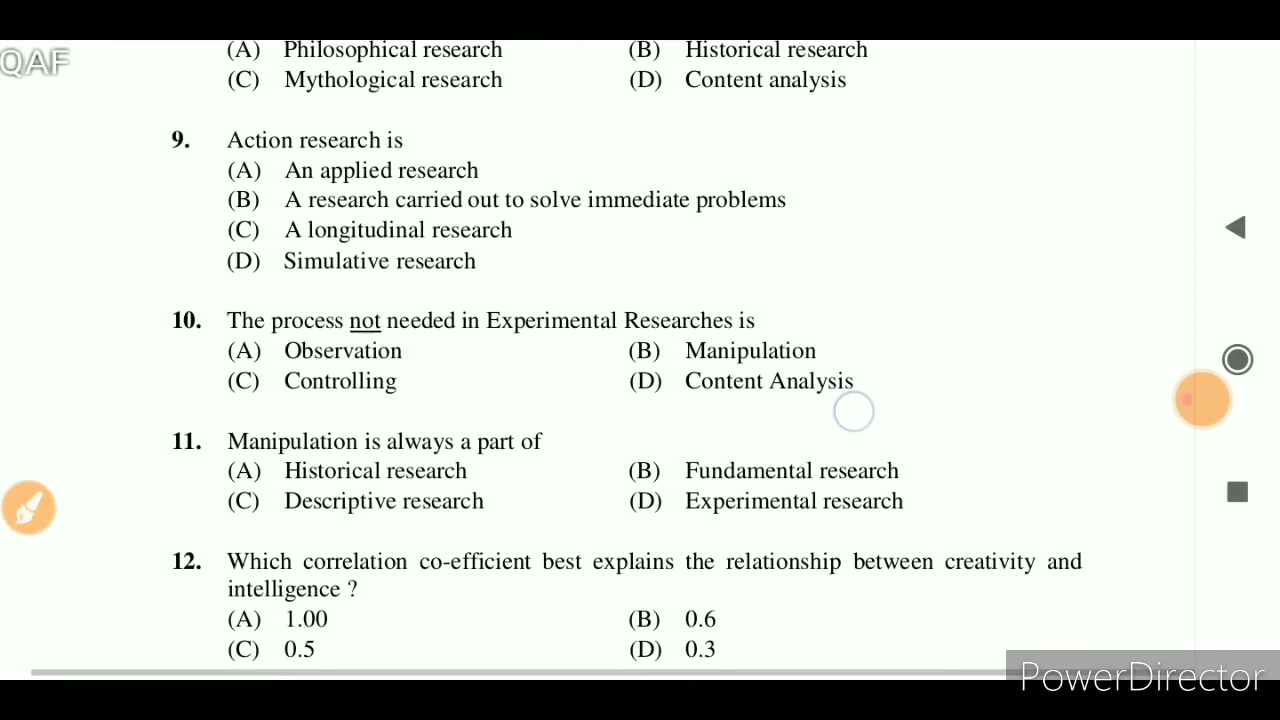 QAF
(A) Philosophical research (B) Historical research
(C) Mythological research (D) Content analysis
9. Action research is
(A) An applied research
(B) A research carried out to solve immediate problems
(C) A longitudinal research
(D) Simulative research
10. The process not needed in Experimental Researches is
(A) Observation (B) Manipulation
(C) Controlling (D) Content Analysis
11. Manipulation is always a part of
(A) Historical research (B) Fundamental research
(C) Descriptive research (D) Experimental research
12. Which correlation co-efficient best explains the relationship between creativity and
intelligence ?
(A) 1.00 (B) 0.6
(C) 0.5 (D) 0.3
PowerDirector